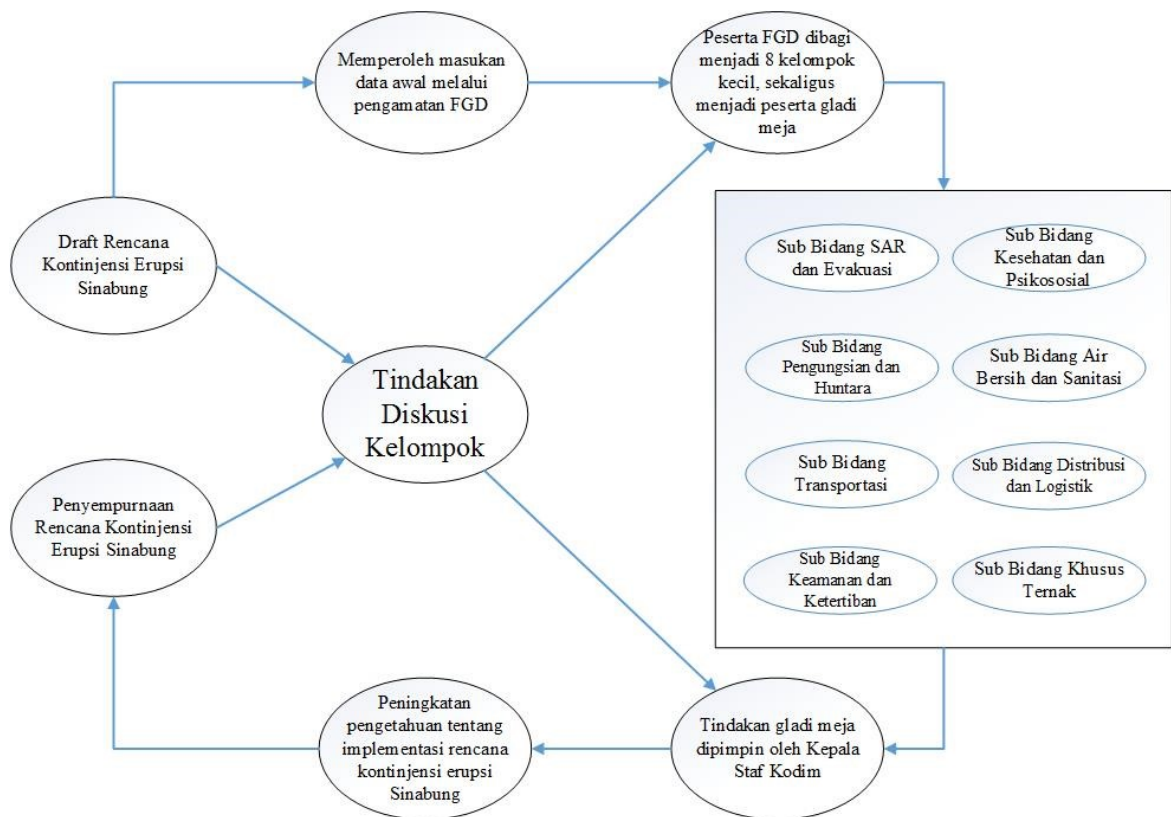 Memperoleh masukan
data awal melalui
pengamatan FGD
Peserta FGD dibagi
menjadi 8 kelompok
kecil, sekaligus
menjadi peserta gladi
meja
Draft Rencana
Kontinjensi Erupsi
Sinabung
Sub Bidang SAR
dan Evakuasi
Sub Bidang
Kesehatan dan
Psikososial
Sub Bidang
Pengungsian dan
Huntara
Sub Bidang Air
Bersih dan Sanitasi
Sub Bidang
Transportasi
Sub Bidang Distribusi
dan Logistik
Sub Bidang
Keamanan dan
Ketertiban
Sub Bidang Khusus
Ternak
Tindakan
Diskusi
Kelompok
Penyempurnaan
Rencana Kontinjensi
Erupsi Sinabung
Peningkatan
pengetahuan tentang
implementasi rencana
kontinjensi erupsi
Sinabung
Tindakan gladi meja
dipimpin oleh Kepala
Staf Kodim